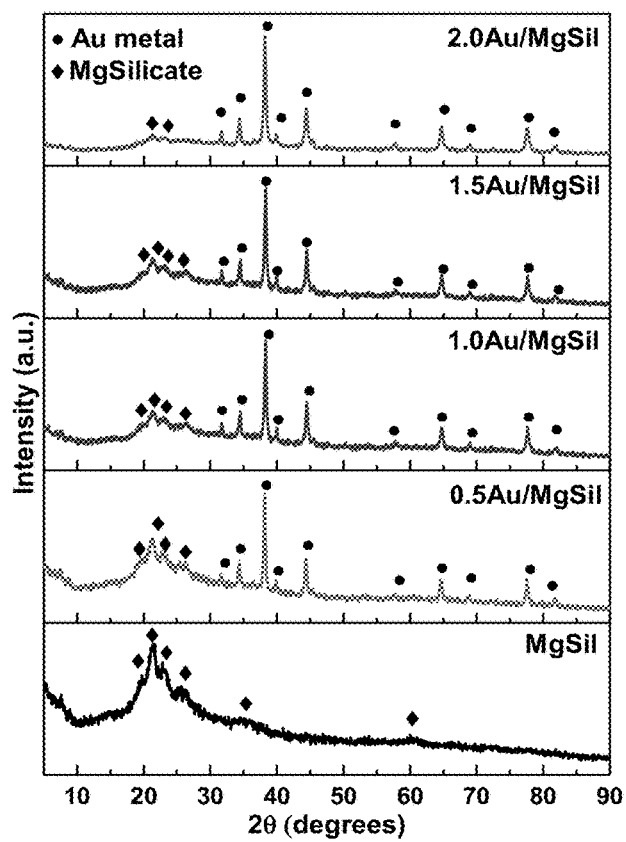 Au metal
MgSilicate
2.0Au/MgSil
1.5Au/MgSil
1.0Au/MgSil
0.5Au/MgSil
MgSil
Intensity (a.u.)
10 20 30 40 50 60 70 80 90
2θ (degrees)